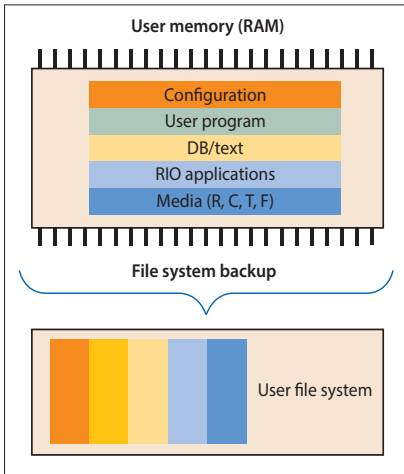 User memory (RAM)
Configuration
User program
DB/text
RIO applications
Media (R, C, T, F)
File system backup
User file system